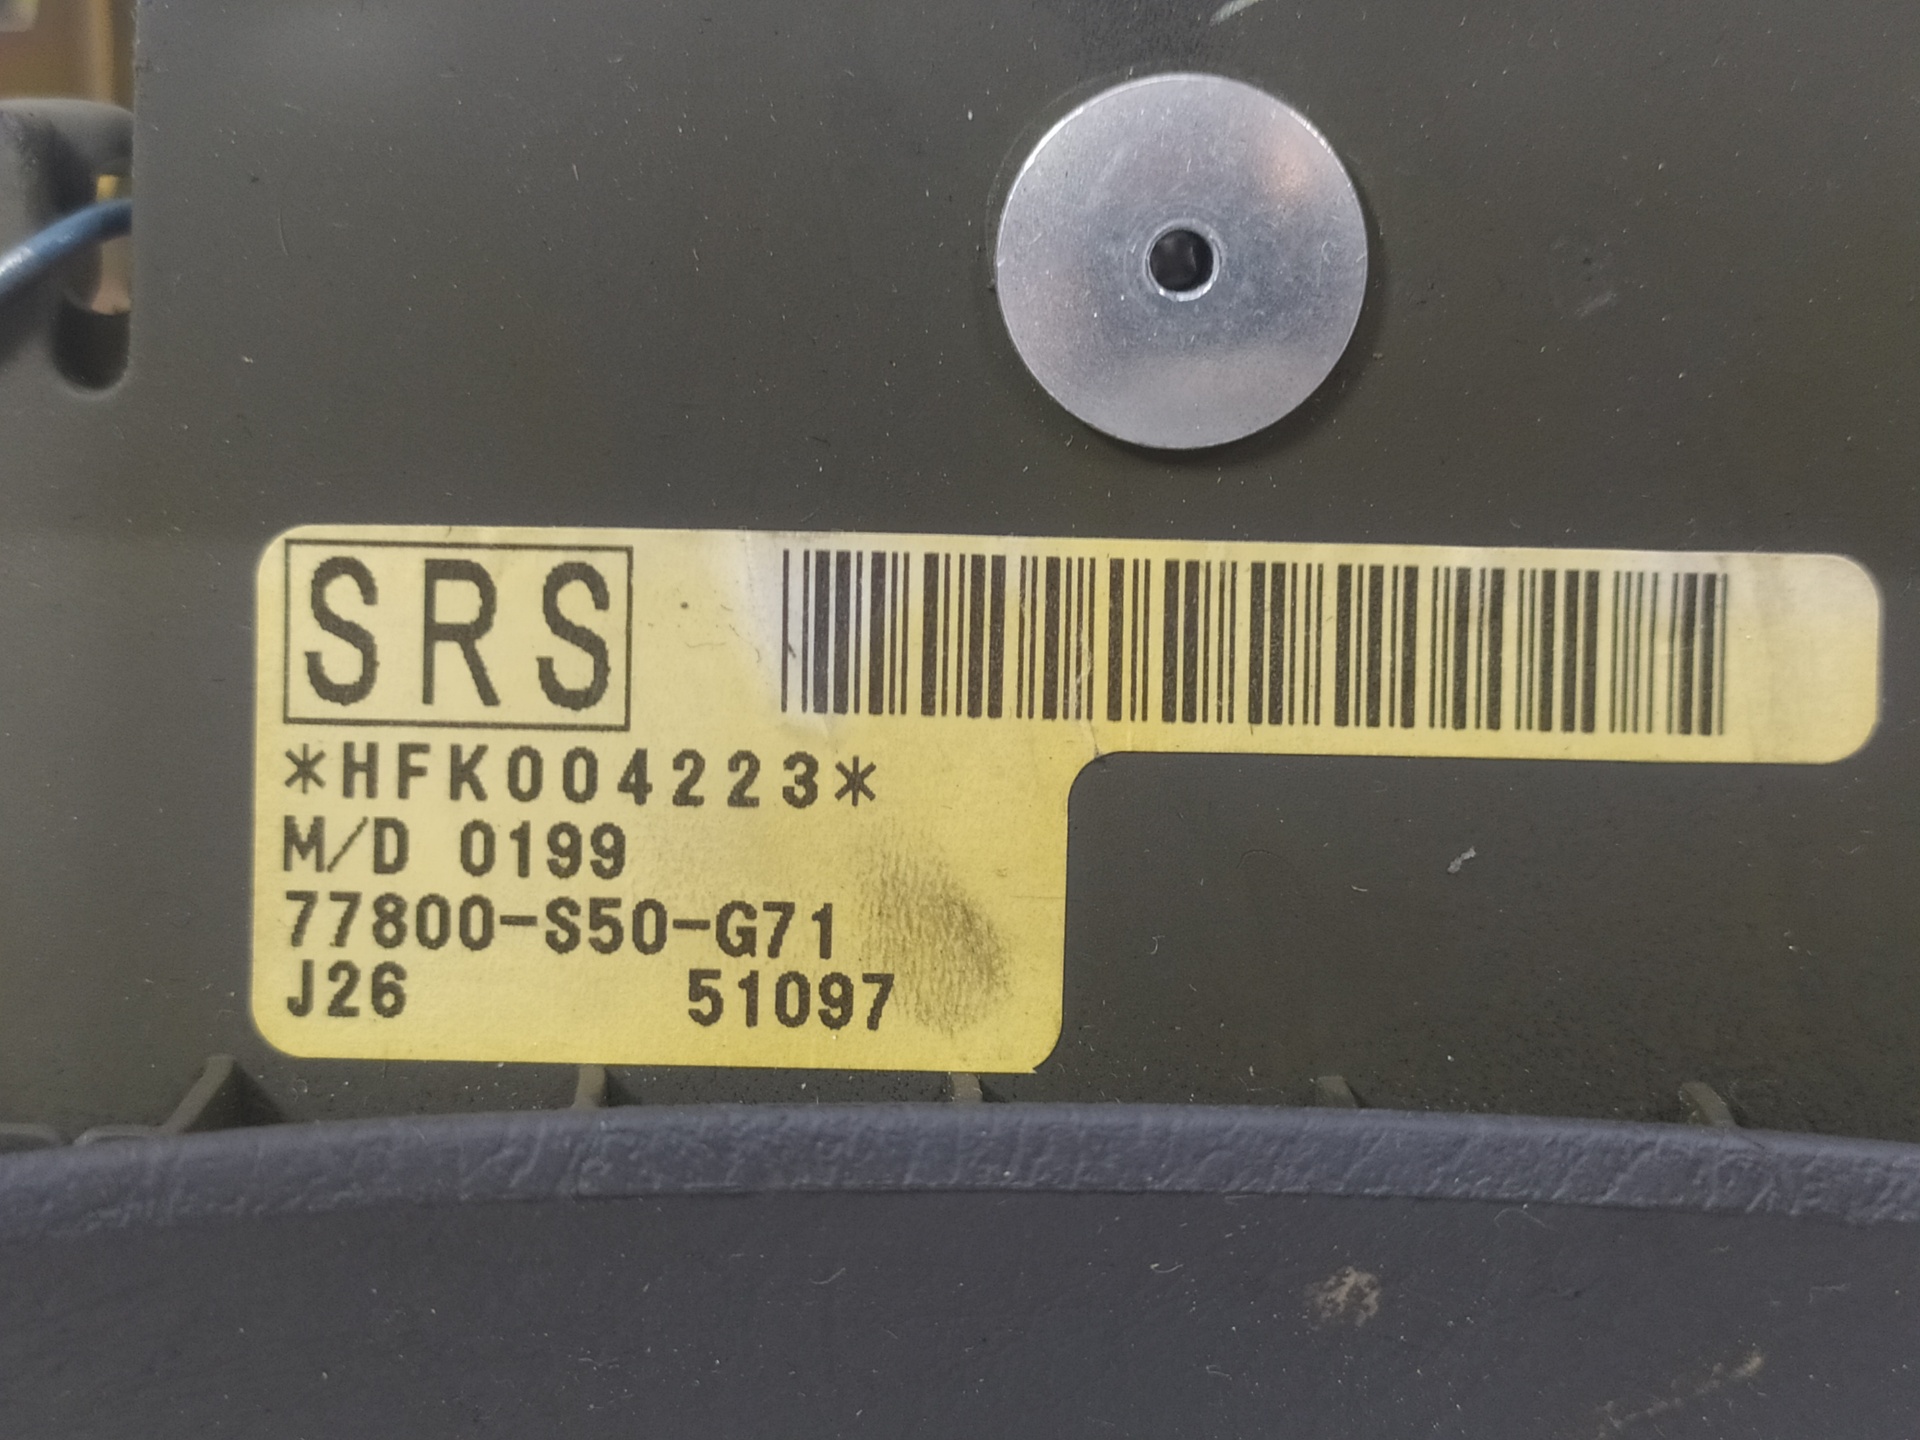 SRS
*HFK004223*
M/D 0199
77800-S50-G71
J26 51097